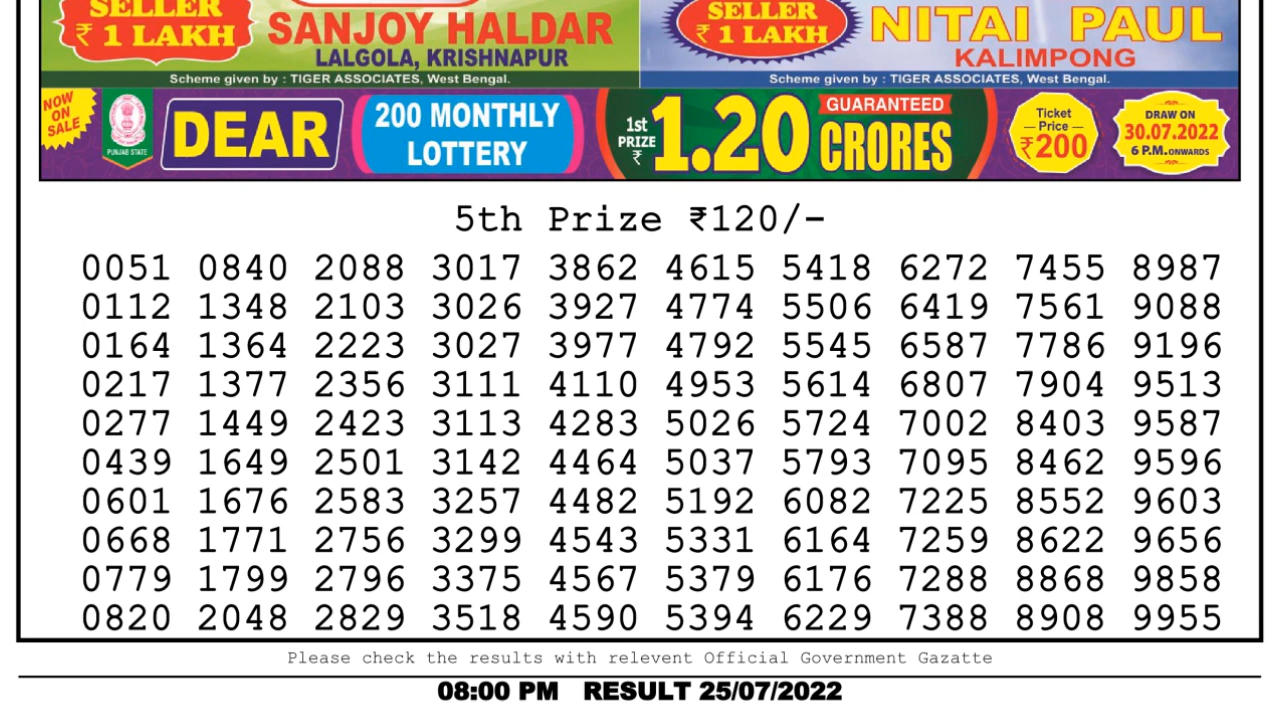 SELLER
₹ 1 LAKH
SANJOY HALDAR
LALGOLA, KRISHNAPUR
Scheme given by : TIGER ASSOCIATES, West Bengal.
SELLER
₹ 1 LAKH
NITAI PAUL
KALIMPONG
Scheme given by : TIGER ASSOCIATES, West Bengal.
NOW
ON
SALE
PUNJAB STATE
DEAR
200 MONTHLY
LOTTERY
1st
PRIZE
₹
1.20
GUARANTEED
CRORES
Ticket
Price
₹200
DRAW ON
30.07.2022
6 P.M. ONWARDS
5th Prize ₹120/-
0051 0840 2088 3017 3862 4615 5418 6272 7455 8987
0112 1348 2103 3026 3927 4774 5506 6419 7561 9088
0164 1364 2223 3027 3977 4792 5545 6587 7786 9196
0217 1377 2356 3111 4110 4953 5614 6807 7904 9513
0277 1449 2423 3113 4283 5026 5724 7002 8403 9587
0439 1649 2501 3142 4464 5037 5793 7095 8462 9596
0601 1676 2583 3257 4482 5192 6082 7225 8552 9603
0668 1771 2756 3299 4543 5331 6164 7259 8622 9656
0779 1799 2796 3375 4567 5379 6176 7288 8868 9858
0820 2048 2829 3518 4590 5394 6229 7388 8908 9955
Please check the results with relevent Official Government Gazatte
08:00 PM RESULT 25/07/2022